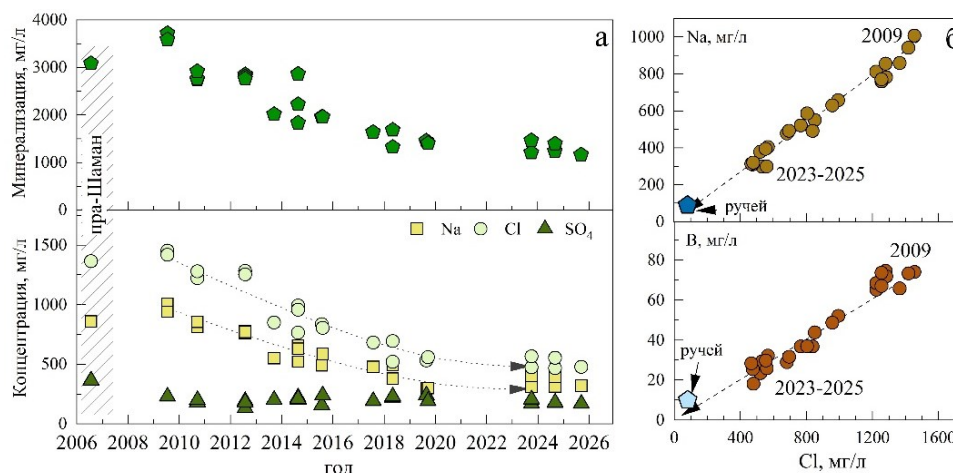 а
Минерализация, мг/л
4000
3000
2000
1000
0
пра-Шаман
Na Cl SO4
Концентрация, мг/л
1500
1000
500
0
2006 2008 2010 2012 2014 2016 2018 2020 2022 2024 2026
год
б
Na, мг/л
2009
1000
800
600
400
200
0
2023-2025
ручей
B, мг/л
2009
80
60
40
20
0
ручей
2023-2025
0 400 800 1200 1600
Cl, мг/л